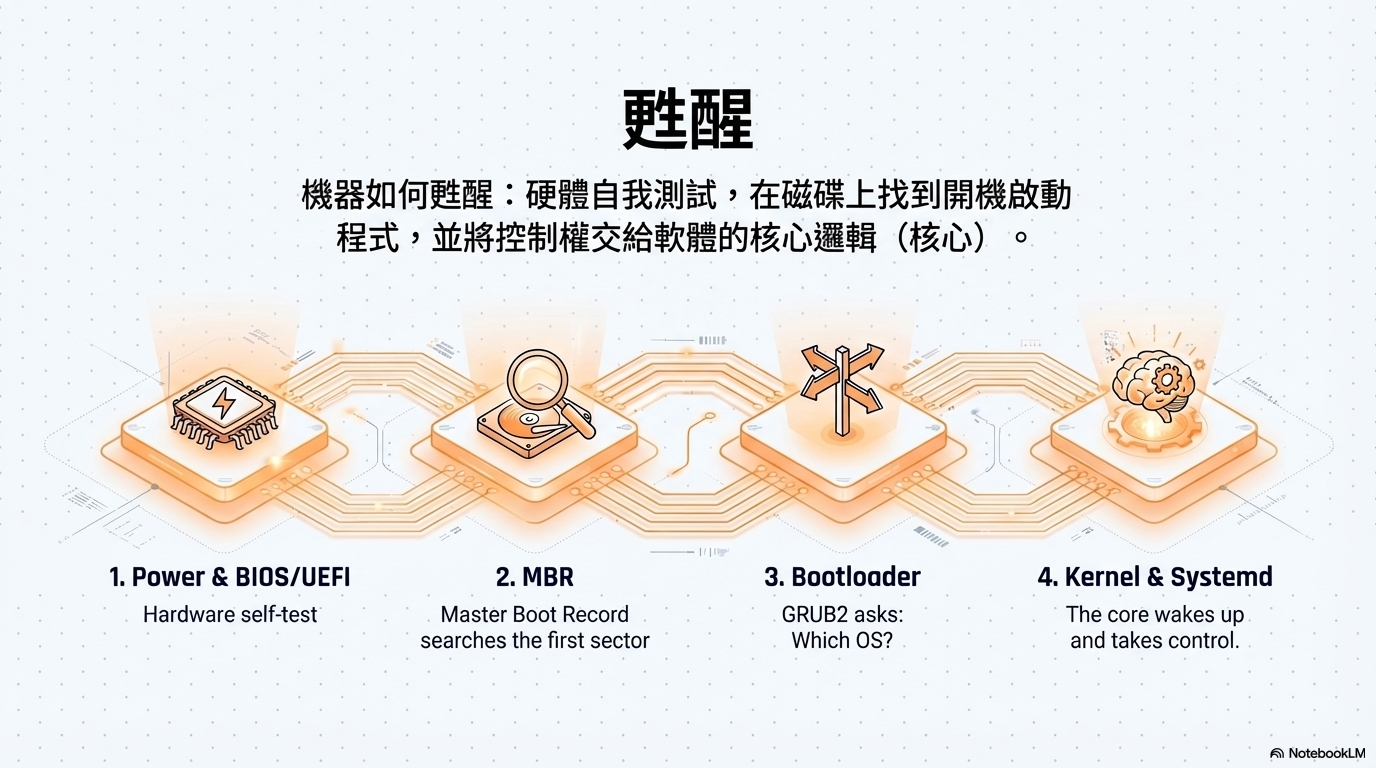 甦醒
機器如何甦醒：硬體自我測試，在磁碟上找到開機啟動
程式，並將控制權交給軟體的核心邏輯（核心）。
1. Power & BIOS/UEFI
Hardware self-test
2. MBR
Master Boot Record
searches the first sector
3. Bootloader
GRUB2 asks:
Which OS?
4. Kernel & Systemd
The core wakes up
and takes control.
NotebookLM